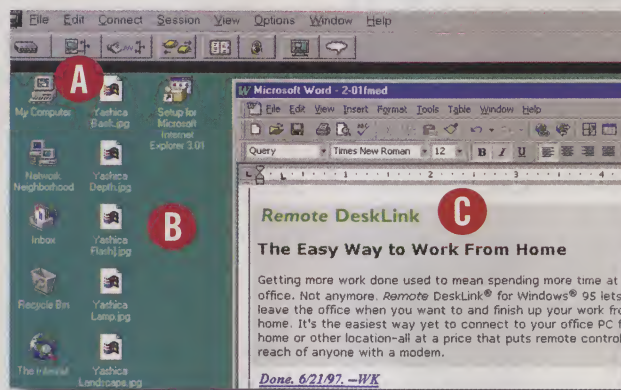 File Edit Connect Session View Options Window Help
A
My Computer
Yashica Back.jpg
Setup for Microsoft Internet Explorer 3.01
Network Neighborhood
Yashica Depth.jpg
B
Inbox
Yashica Flash).jpg
Recycle Bin
Yashica Lamp.jpg
The Internet
Yashica Landscape.jpg
Microsoft Word - 2-01fmed
File Edit View Insert Format Tools Table Window Help
Query Times New Roman 12 B I U
1 2 3 4
Remote DeskLink
C
The Easy Way to Work From Home
Getting more work done used to mean spending more time at
office. Not anymore. Remote DeskLink® for Windows® 95 lets
leave the office when you want to and finish up your work fr
home. It's the easiest way yet to connect to your office PC f
home or other location-all at a price that puts remote control
reach of anyone with a modem.
Done. 6/21/97. —WK